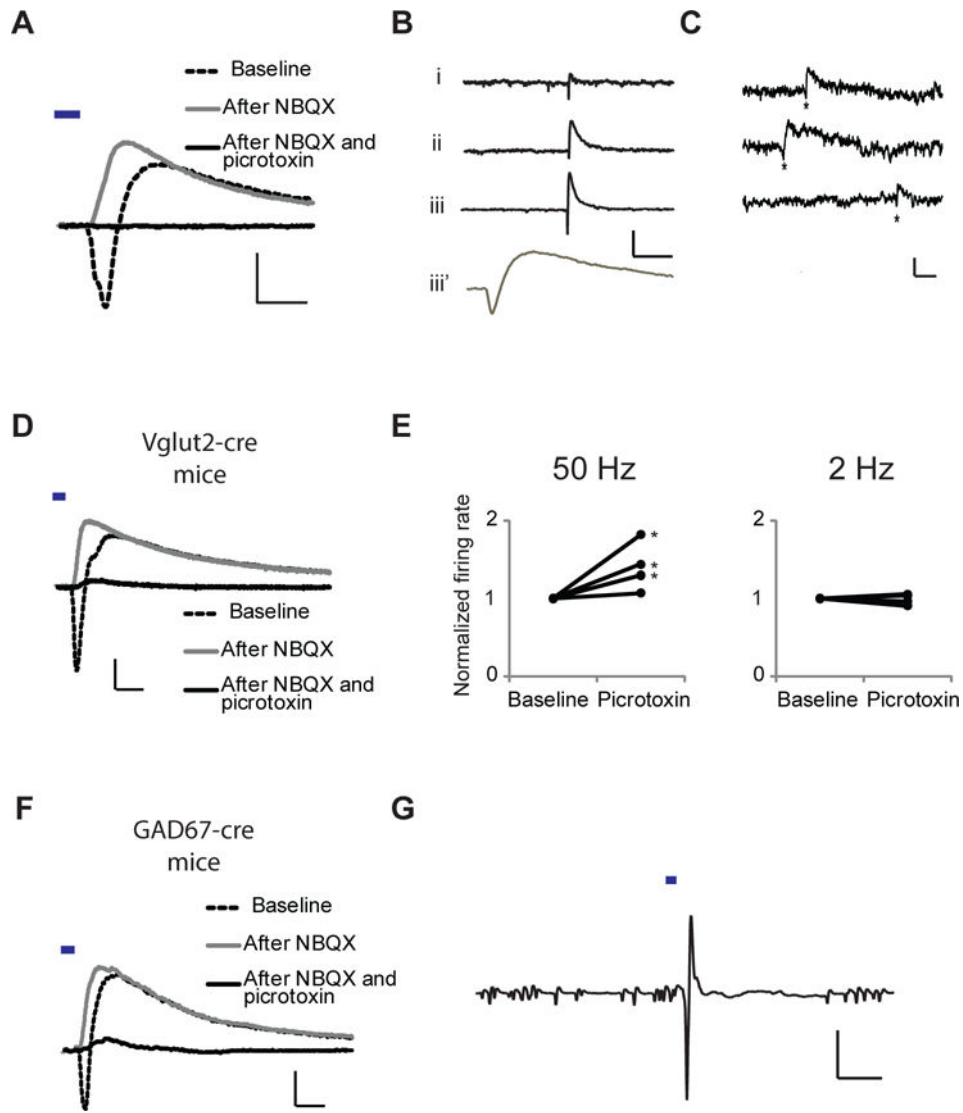 A
Baseline
After NBQX
After NBQX and
picrotoxin
B
i
ii
iii
iii'
C
*
*
*
D
Vglut2-cre
mice
Baseline
After NBQX
After NBQX and
picrotoxin
E
50 Hz
2 Hz
Normalized firing rate
2
1
0
*
*
*
Baseline Picrotoxin
2
1
0
Baseline Picrotoxin
F
GAD67-cre
mice
Baseline
After NBQX
After NBQX and
picrotoxin
G